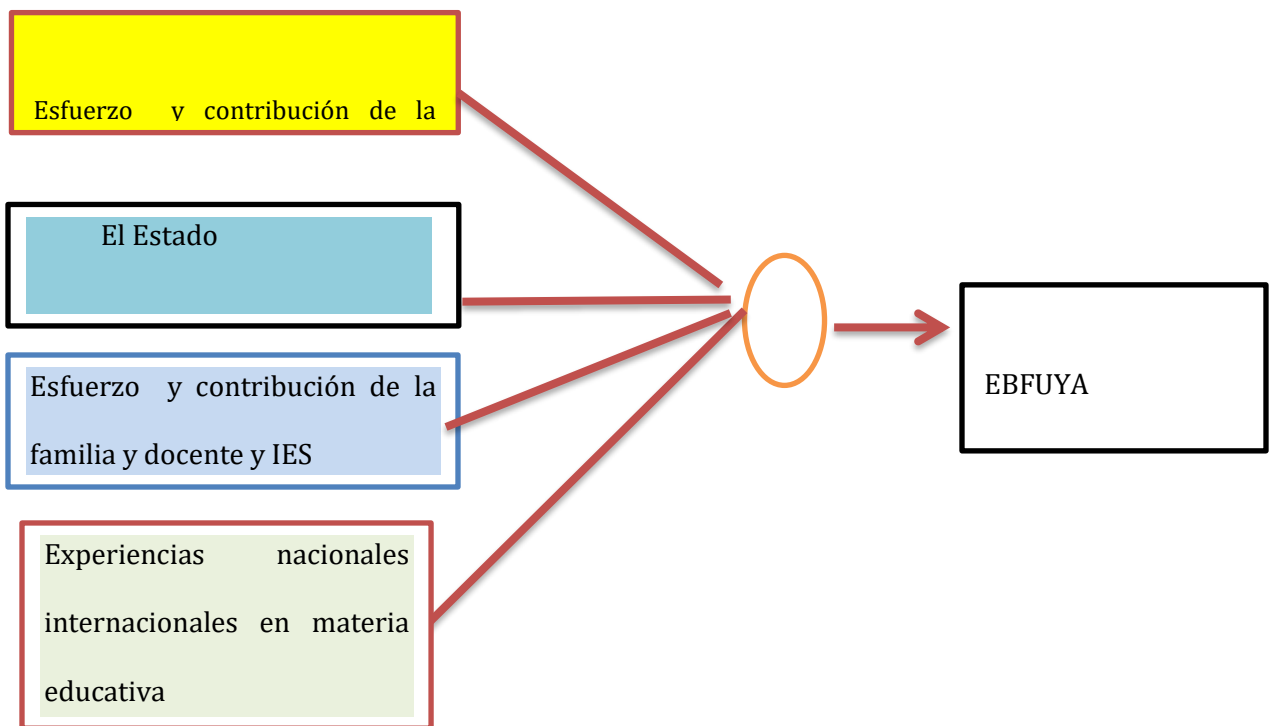 Esfuerzo y contribución de la
El Estado
Esfuerzo y contribución de la
familia y docente y IES
Experiencias nacionales
internacionales en materia
educativa
EBFUYA